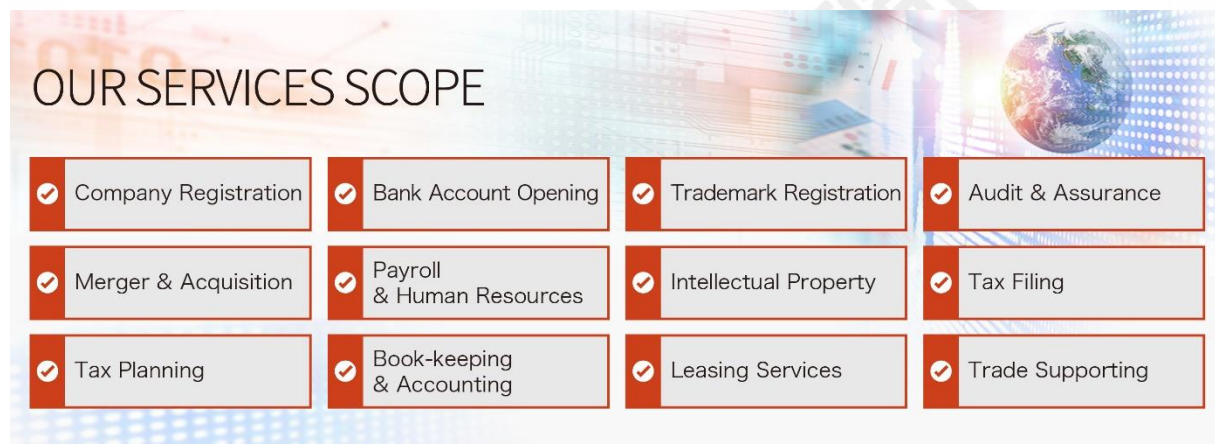 OUR SERVICES SCOPE
Company Registration
Bank Account Opening
Trademark Registration
Audit & Assurance
Merger & Acquisition
Payroll
& Human Resources
Intellectual Property
Tax Filing
Tax Planning
Book-keeping
& Accounting
Leasing Services
Trade Supporting